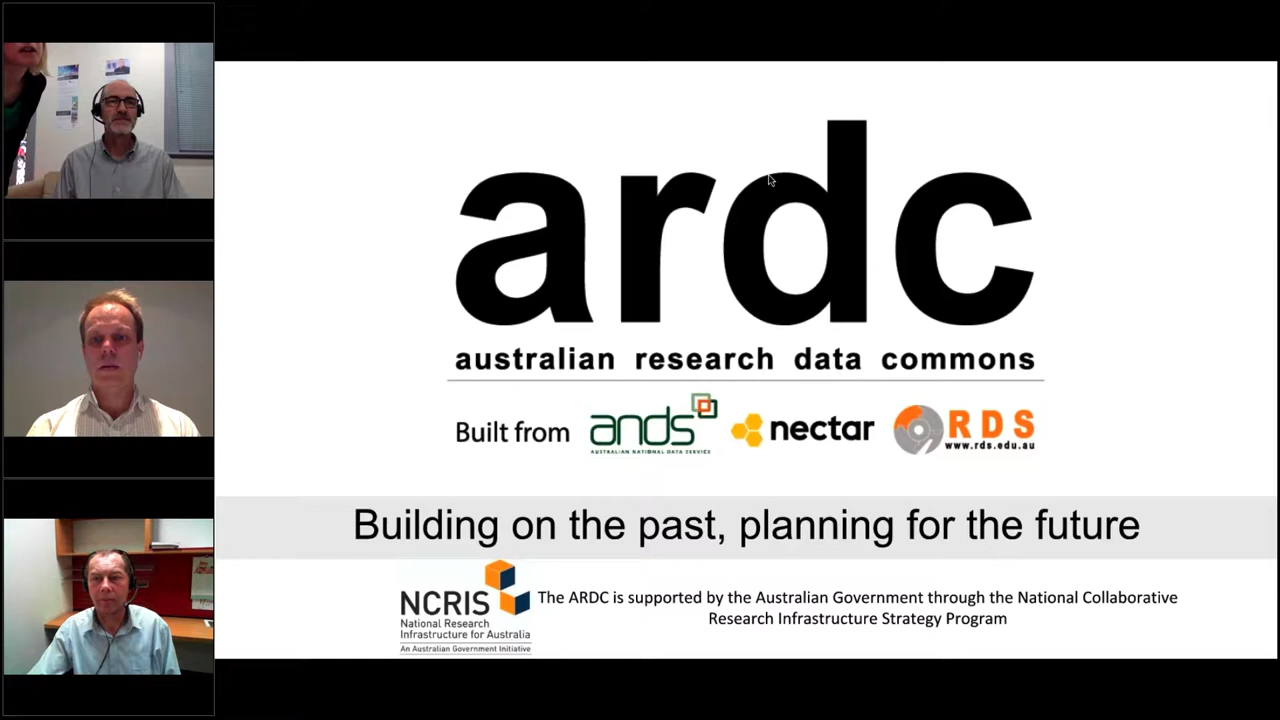 ardc
australian research data commons
Built from ands nectar RDS
AUSTRALIAN NATIONAL DATA SERVICE
www.rds.edu.au
Building on the past, planning for the future
NCRIS
National Research
Infrastructure for Australia
An Australian Government Initiative
The ARDC is supported by the Australian Government through the National Collaborative
Research Infrastructure Strategy Program